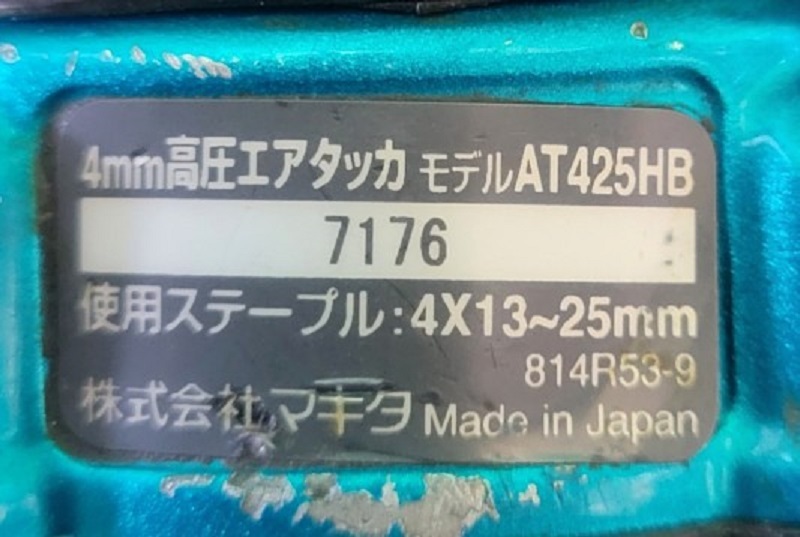 4mm高圧エアタッカ モデルAT425HB
7176
使用ステープル:4X13~25mm
814R53-9
株式会社マキタ Made in Japan